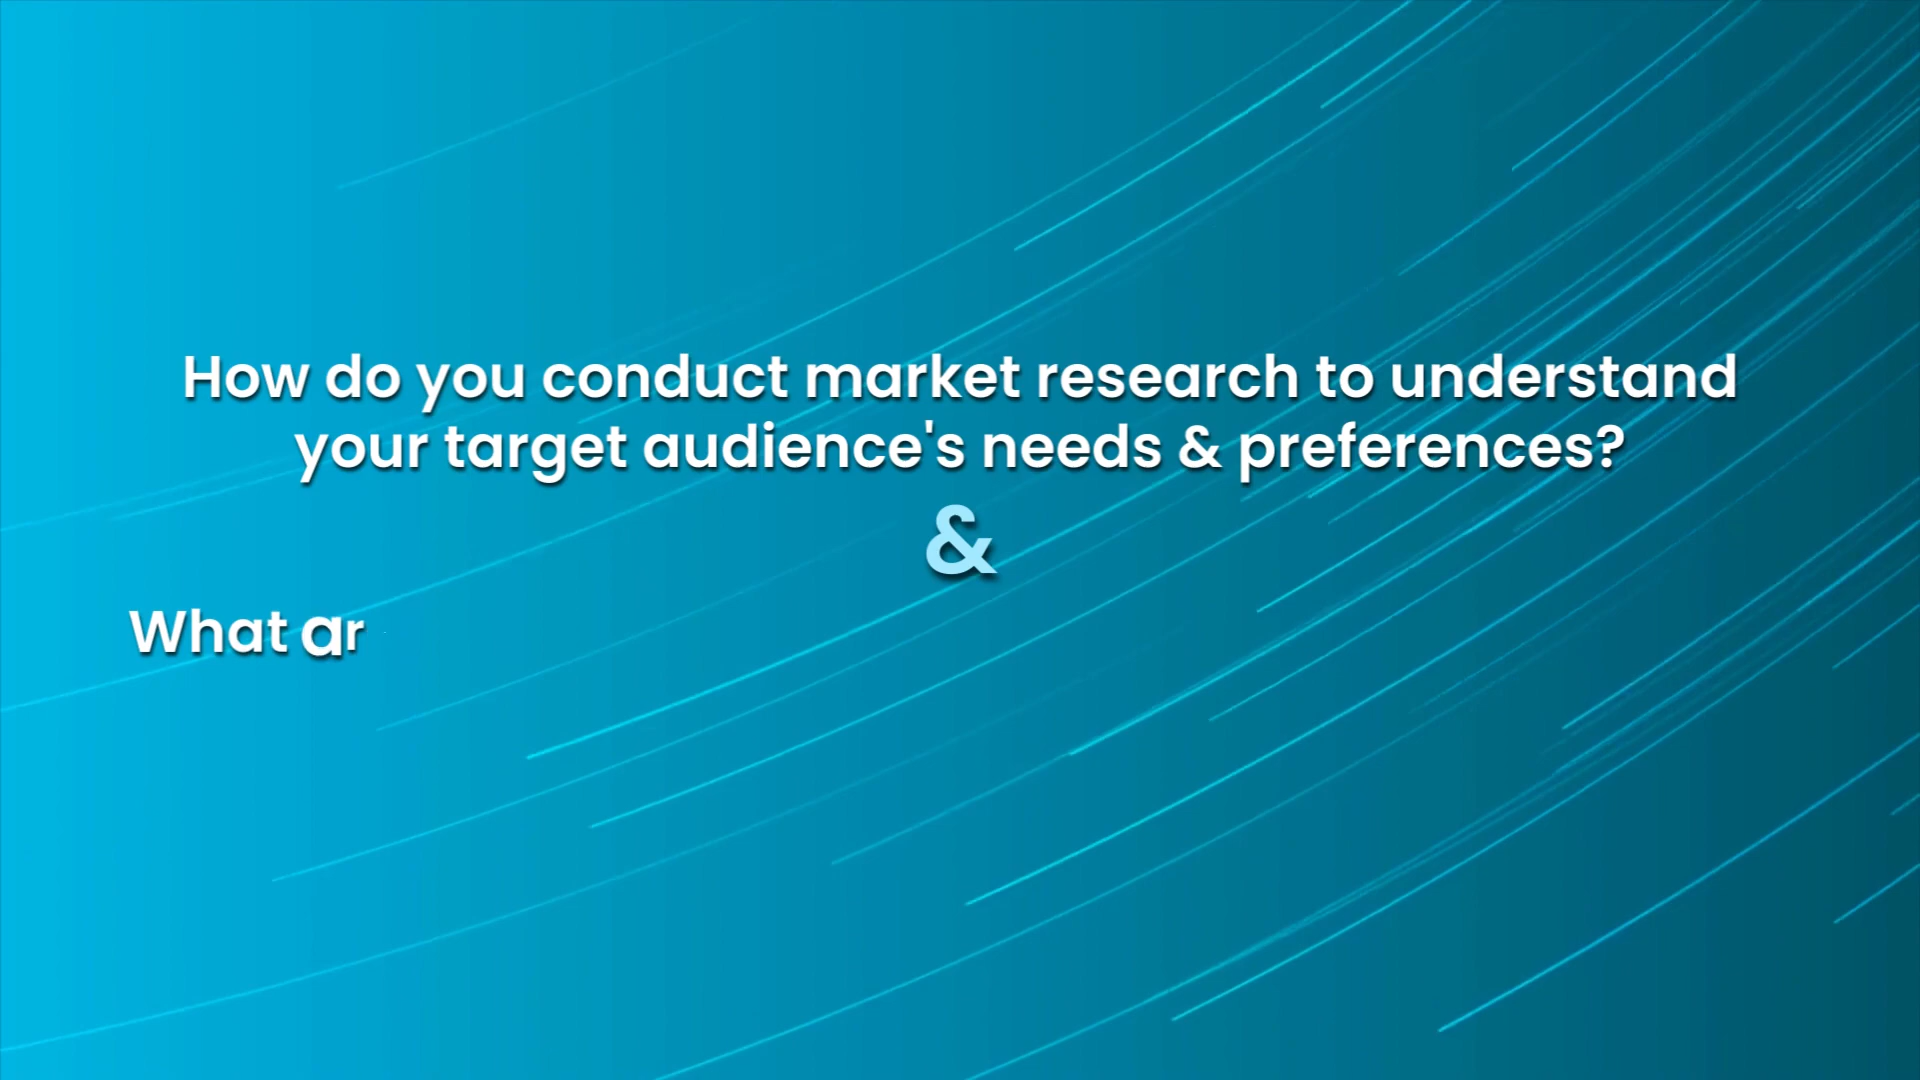 How do you conduct market research to understand
your target audience's needs & preferences?
&
What ar